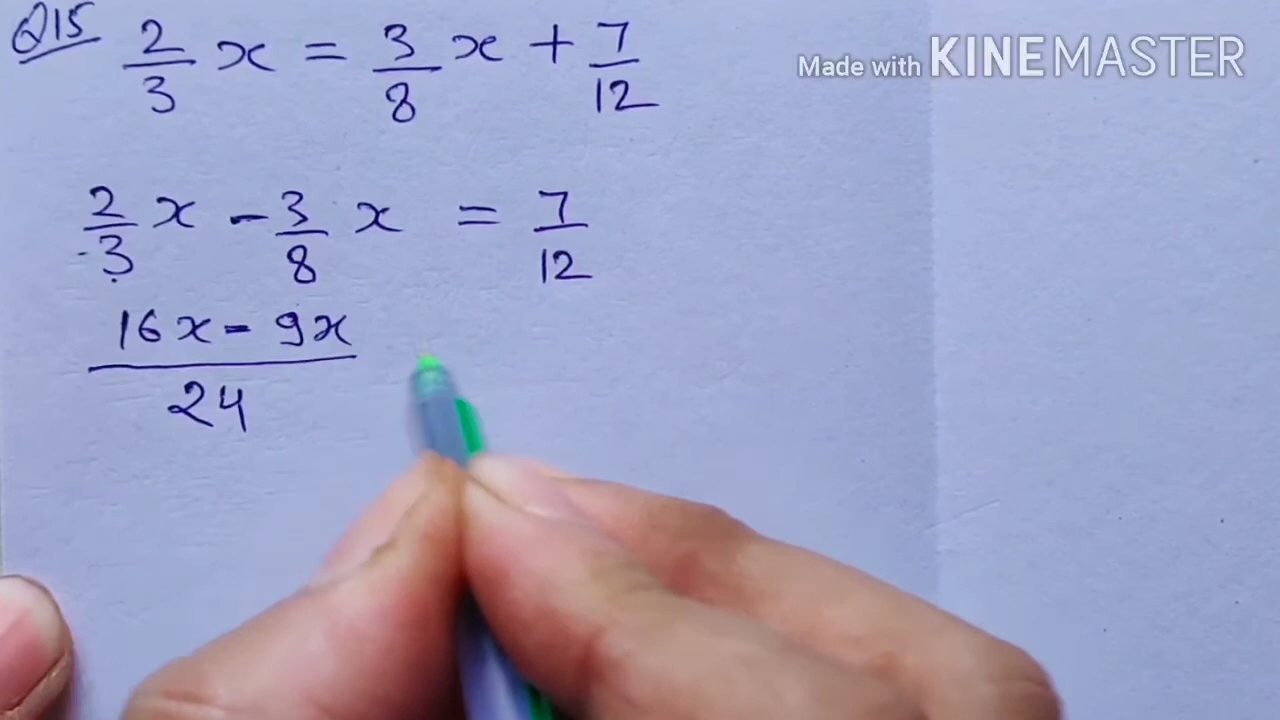 Q15 2/3 x = 3/8 x + 7/12
Made with KINEMASTER
2/3 x - 3/8 x = 7/12
16x - 9x / 24